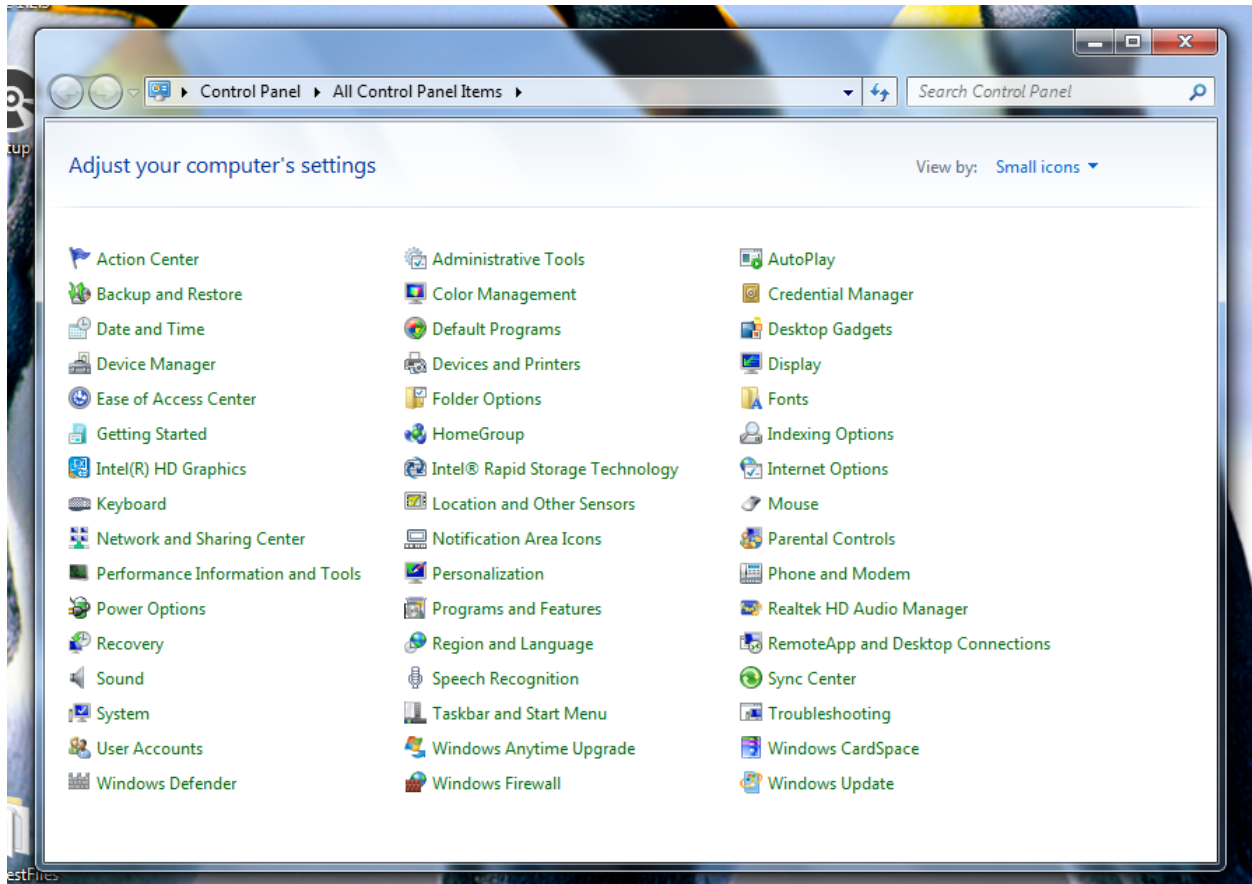 Control Panel All Control Panel Items Search Control Panel
Adjust your computer's settings View by: Small icons
Action Center Administrative Tools AutoPlay
Backup and Restore Color Management Credential Manager
Date and Time Default Programs Desktop Gadgets
Device Manager Devices and Printers Display
Ease of Access Center Folder Options Fonts
Getting Started HomeGroup Indexing Options
Intel(R) HD Graphics Intel® Rapid Storage Technology Internet Options
Keyboard Location and Other Sensors Mouse
Network and Sharing Center Notification Area Icons Parental Controls
Performance Information and Tools Personalization Phone and Modem
Power Options Programs and Features Realtek HD Audio Manager
Recovery Region and Language RemoteApp and Desktop Connections
Sound Speech Recognition Sync Center
System Taskbar and Start Menu Troubleshooting
User Accounts Windows Anytime Upgrade Windows CardSpace
Windows Defender Windows Firewall Windows Update